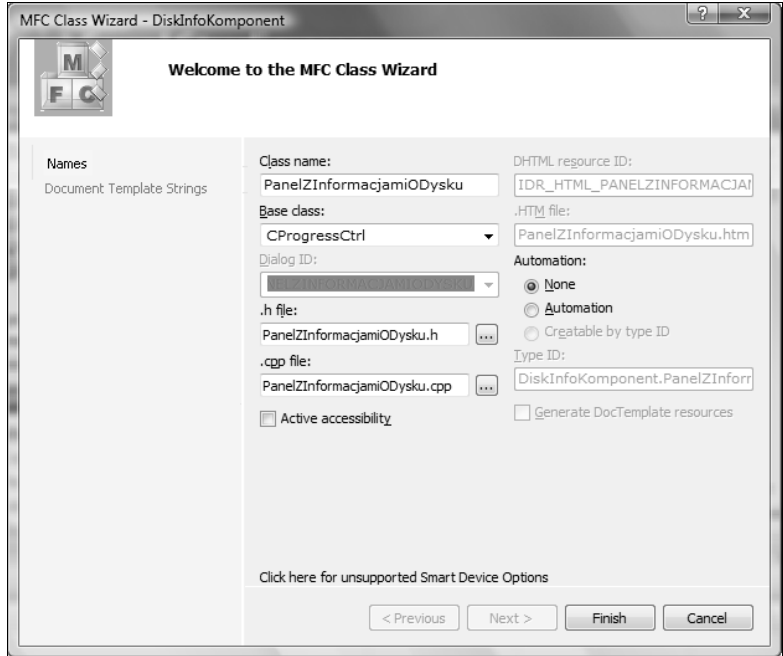 MFC Class Wizard - DiskInfoKomponent
? X
M
F C
Welcome to the MFC Class Wizard
Names
Document Template Strings
Class name:
PanelZInformacjamiODysku
Base class:
CProgressCtrl
Dialog ID:
.h file:
PanelZInformacjamiODysku.h
...
.cpp file:
PanelZInformacjamiODysku.cpp
...
Active accessibility
DHTML resource ID:
IDR_HTML_PANELZINFORMACJAI
.HTM file:
PanelZInformacjamiODysku.htm
Automation:
None
Automation
Creatable by type ID
Type ID:
DiskInfoKomponent.PanelZInforr
Generate DocTemplate resources
Click here for unsupported Smart Device Options
< Previous
Next >
Finish
Cancel